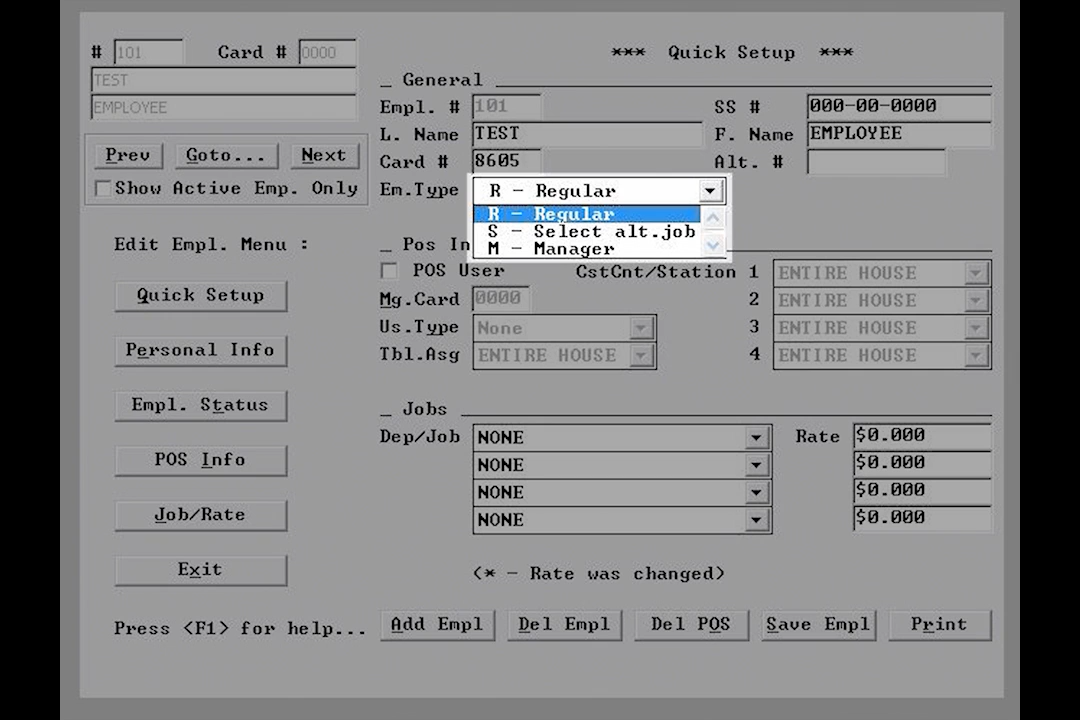 # 101 Card # 0000
TEST
EMPLOYEE
Prev Goto... Next
Show Active Emp. Only
Edit Empl. Menu :
Quick Setup
Personal Info
Empl. Status
POS Info
Job/Rate
Exit
Press <F1> for help...
*** Quick Setup ***
_ General
Empl. # 101 SS # 000-00-0000
L. Name TEST F. Name EMPLOYEE
Card # 8605 Alt. #
Em.Type R - Regular
R - Regular
S - Select alt.job
M - Manager
_ Pos In
POS User CstCnt/Station 1 ENTIRE HOUSE
Mg.Card 0000 2 ENTIRE HOUSE
Us.Type None 3 ENTIRE HOUSE
Tbl.Asg ENTIRE HOUSE 4 ENTIRE HOUSE
_ Jobs
Dep/Job NONE Rate $0.000
NONE $0.000
NONE $0.000
NONE $0.000
(* - Rate was changed)
Add Empl Del Empl Del POS Save Empl Print